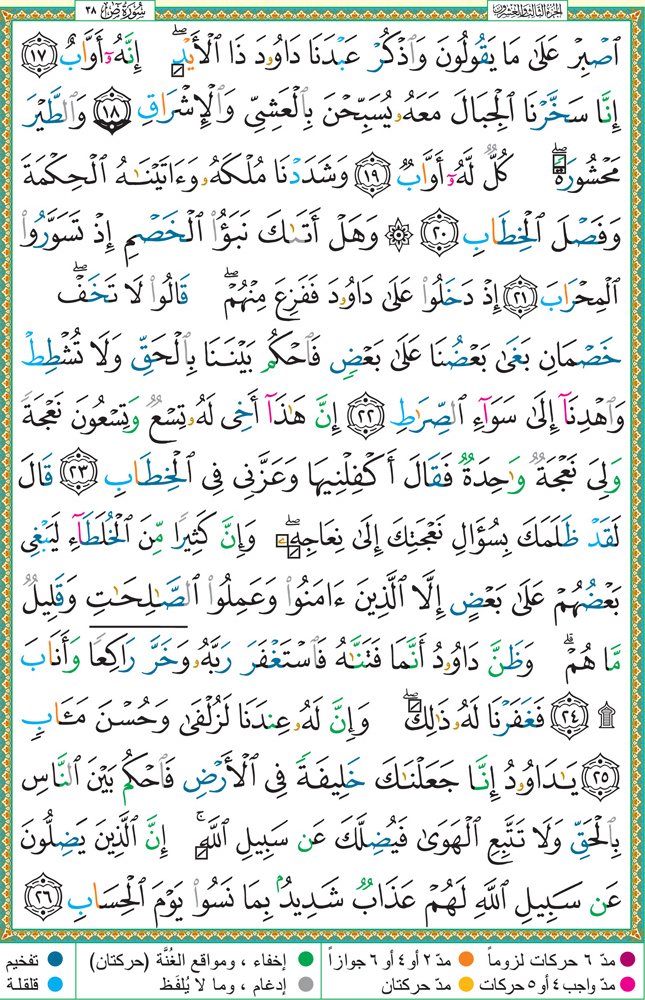 الجزء الثالث والعشرون
سُورَةُ صٓ ٣٨
ٱصْبِرْ عَلَىٰ مَا يَقُولُونَ وَٱذْكُرْ عَبْدَنَا دَاوُۥدَ ذَا ٱلْأَيْدِۖ إِنَّهُۥٓ أَوَّابٌ ١٧
إِنَّا سَخَّرْنَا ٱلْجِبَالَ مَعَهُۥ يُسَبِّحْنَ بِٱلْعَشِىِّ وَٱلْإِشْرَاقِ ١٨ وَٱلطَّيْرَ
مَحْشُورَةًۖ كُلٌّ لَّهُۥٓ أَوَّابٌ ١٩ وَشَدَدْنَا مُلْكَهُۥ وَءَاتَيْنَـٰهُ ٱلْحِكْمَةَ
وَفَصْلَ ٱلْخِطَابِ ٢٠ ۞ وَهَلْ أَتَىٰكَ نَبَؤُا۟ ٱلْخَصْمِ إِذْ تَسَوَّرُوا۟
ٱلْمِحْرَابَ ٢١ إِذْ دَخَلُوا۟ عَلَىٰ دَاوُۥدَ فَفَزِعَ مِنْهُمْۖ قَالُوا۟ لَا تَخَفْۖ
خَصْمَانِ بَغَىٰ بَعْضُنَا عَلَىٰ بَعْضٍ فَٱحْكُم بَيْنَنَا بِٱلْحَقِّ وَلَا تُشْطِطْ
وَٱهْدِنَآ إِلَىٰ سَوَآءِ ٱلصِّرَٰطِ ٢٢ إِنَّ هَـٰذَآ أَخِى لَهُۥ تِسْعٌ وَتِسْعُونَ نَعْجَةً
وَلِىَ نَعْجَةٌ وَٰحِدَةٌ فَقَالَ أَكْفِلْنِيهَا وَعَزَّنِى فِى ٱلْخِطَابِ ٢٣ قَالَ
لَقَدْ ظَلَمَكَ بِسُؤَالِ نَعْجَتِكَ إِلَىٰ نِعَاجِهِۦۖ وَإِنَّ كَثِيرًا مِّنَ ٱلْخُلَطَآءِ لَيَبْغِى
بَعْضُهُمْ عَلَىٰ بَعْضٍ إِلَّا ٱلَّذِينَ ءَامَنُوا۟ وَعَمِلُوا۟ ٱلصَّـٰلِحَـٰتِ وَقَلِيلٌ
مَّا هُمْۗ وَظَنَّ دَاوُۥدُ أَنَّمَا فَتَنَّـٰهُ فَٱسْتَغْفَرَ رَبَّهُۥ وَخَرَّ رَاكِعًا وَأَنَابَ
۩ ٢٤ فَغَفَرْنَا لَهُۥ ذَٰلِكَۖ وَإِنَّ لَهُۥ عِندَنَا لَزُلْفَىٰ وَحُسْنَ مَـَٔابٍ
٢٥ يَـٰدَاوُۥدُ إِنَّا جَعَلْنَـٰكَ خَلِيفَةً فِى ٱلْأَرْضِ فَٱحْكُم بَيْنَ ٱلنَّاسِ
بِٱلْحَقِّ وَلَا تَتَّبِعِ ٱلْهَوَىٰ فَيُضِلَّكَ عَن سَبِيلِ ٱللَّهِۚ إِنَّ ٱلَّذِينَ يَضِلُّونَ
عَن سَبِيلِ ٱللَّهِ لَهُمْ عَذَابٌ شَدِيدٌۢ بِمَا نَسُوا۟ يَوْمَ ٱلْحِسَابِ ٢٦
مدّ ٦ حركات لزوماً مدّ ٢ أو ٤ أو ٦ جوازاً إخفاء ، ومواقع الغُنَّة (حركتان) تفخيم
مدّ واجب ٤ أو ٥ حركات مدّ حركتان إدغام ، وما لا يُلفَظ قلقلة